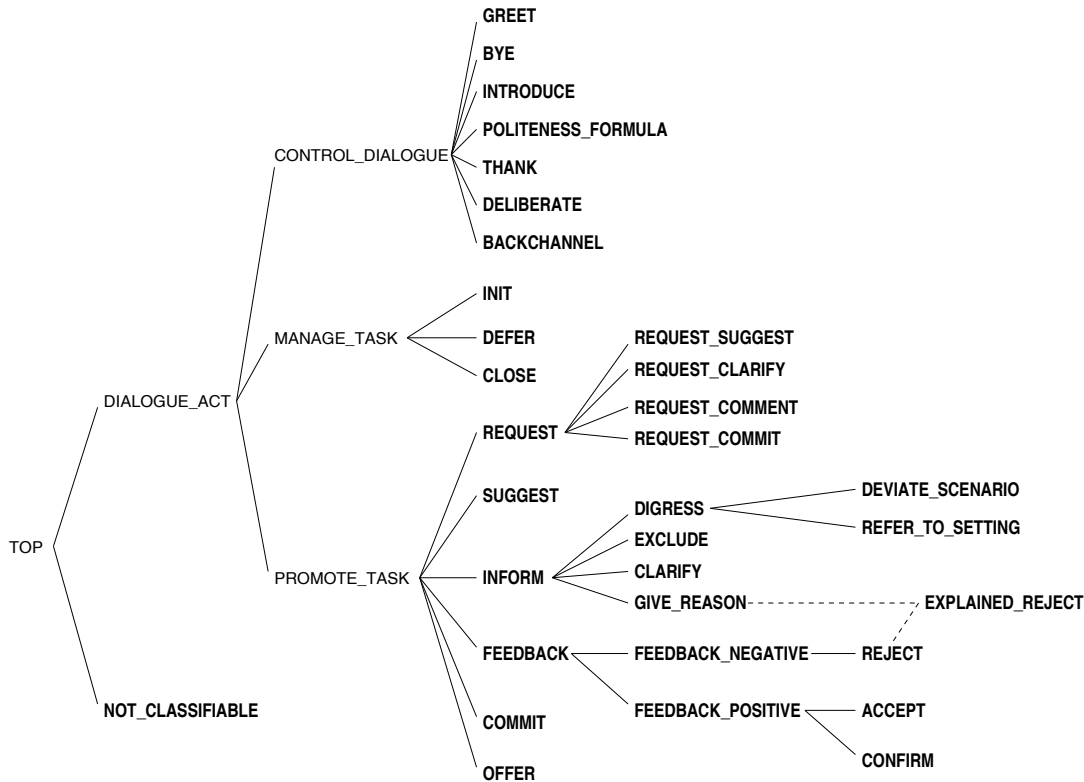 GREET
BYE
INTRODUCE
POLITENESS_FORMULA
CONTROL_DIALOGUE
THANK
DELIBERATE
BACKCHANNEL
INIT
MANAGE_TASK
DEFER
REQUEST_SUGGEST
CLOSE
REQUEST_CLARIFY
DIALOGUE_ACT
REQUEST_COMMENT
REQUEST
REQUEST_COMMIT
SUGGEST
DEVIATE_SCENARIO
DIGRESS
REFER_TO_SETTING
TOP
EXCLUDE
PROMOTE_TASK
INFORM
CLARIFY
GIVE_REASON
EXPLAINED_REJECT
FEEDBACK
FEEDBACK_NEGATIVE
REJECT
NOT_CLASSIFIABLE
FEEDBACK_POSITIVE
ACCEPT
COMMIT
CONFIRM
OFFER